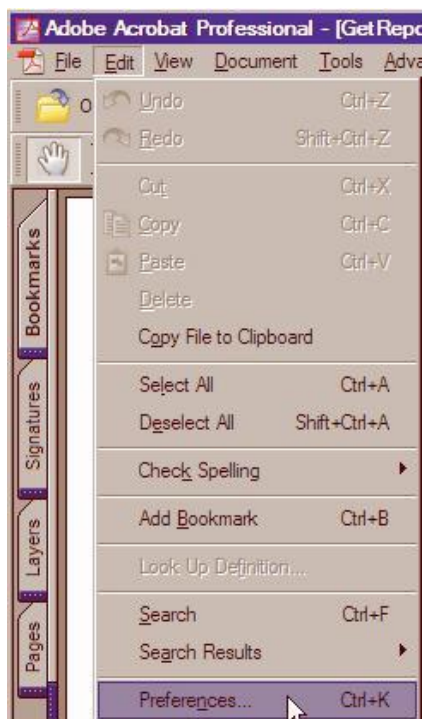 Adobe Acrobat Professional - [GetRepo
File Edit View Document Tools Adva
O
Undo Ctrl+Z
Redo Shift+Ctrl+Z
Cut Ctrl+X
Copy Ctrl+C
Paste Ctrl+V
Delete
Copy File to Clipboard
Select All Ctrl+A
Deselect All Shift+Ctrl+A
Check Spelling
Add Bookmark Ctrl+B
Look Up Definition...
Search Ctrl+F
Search Results
Preferences... Ctrl+K
Bookmarks
Signatures
Layers
Pages